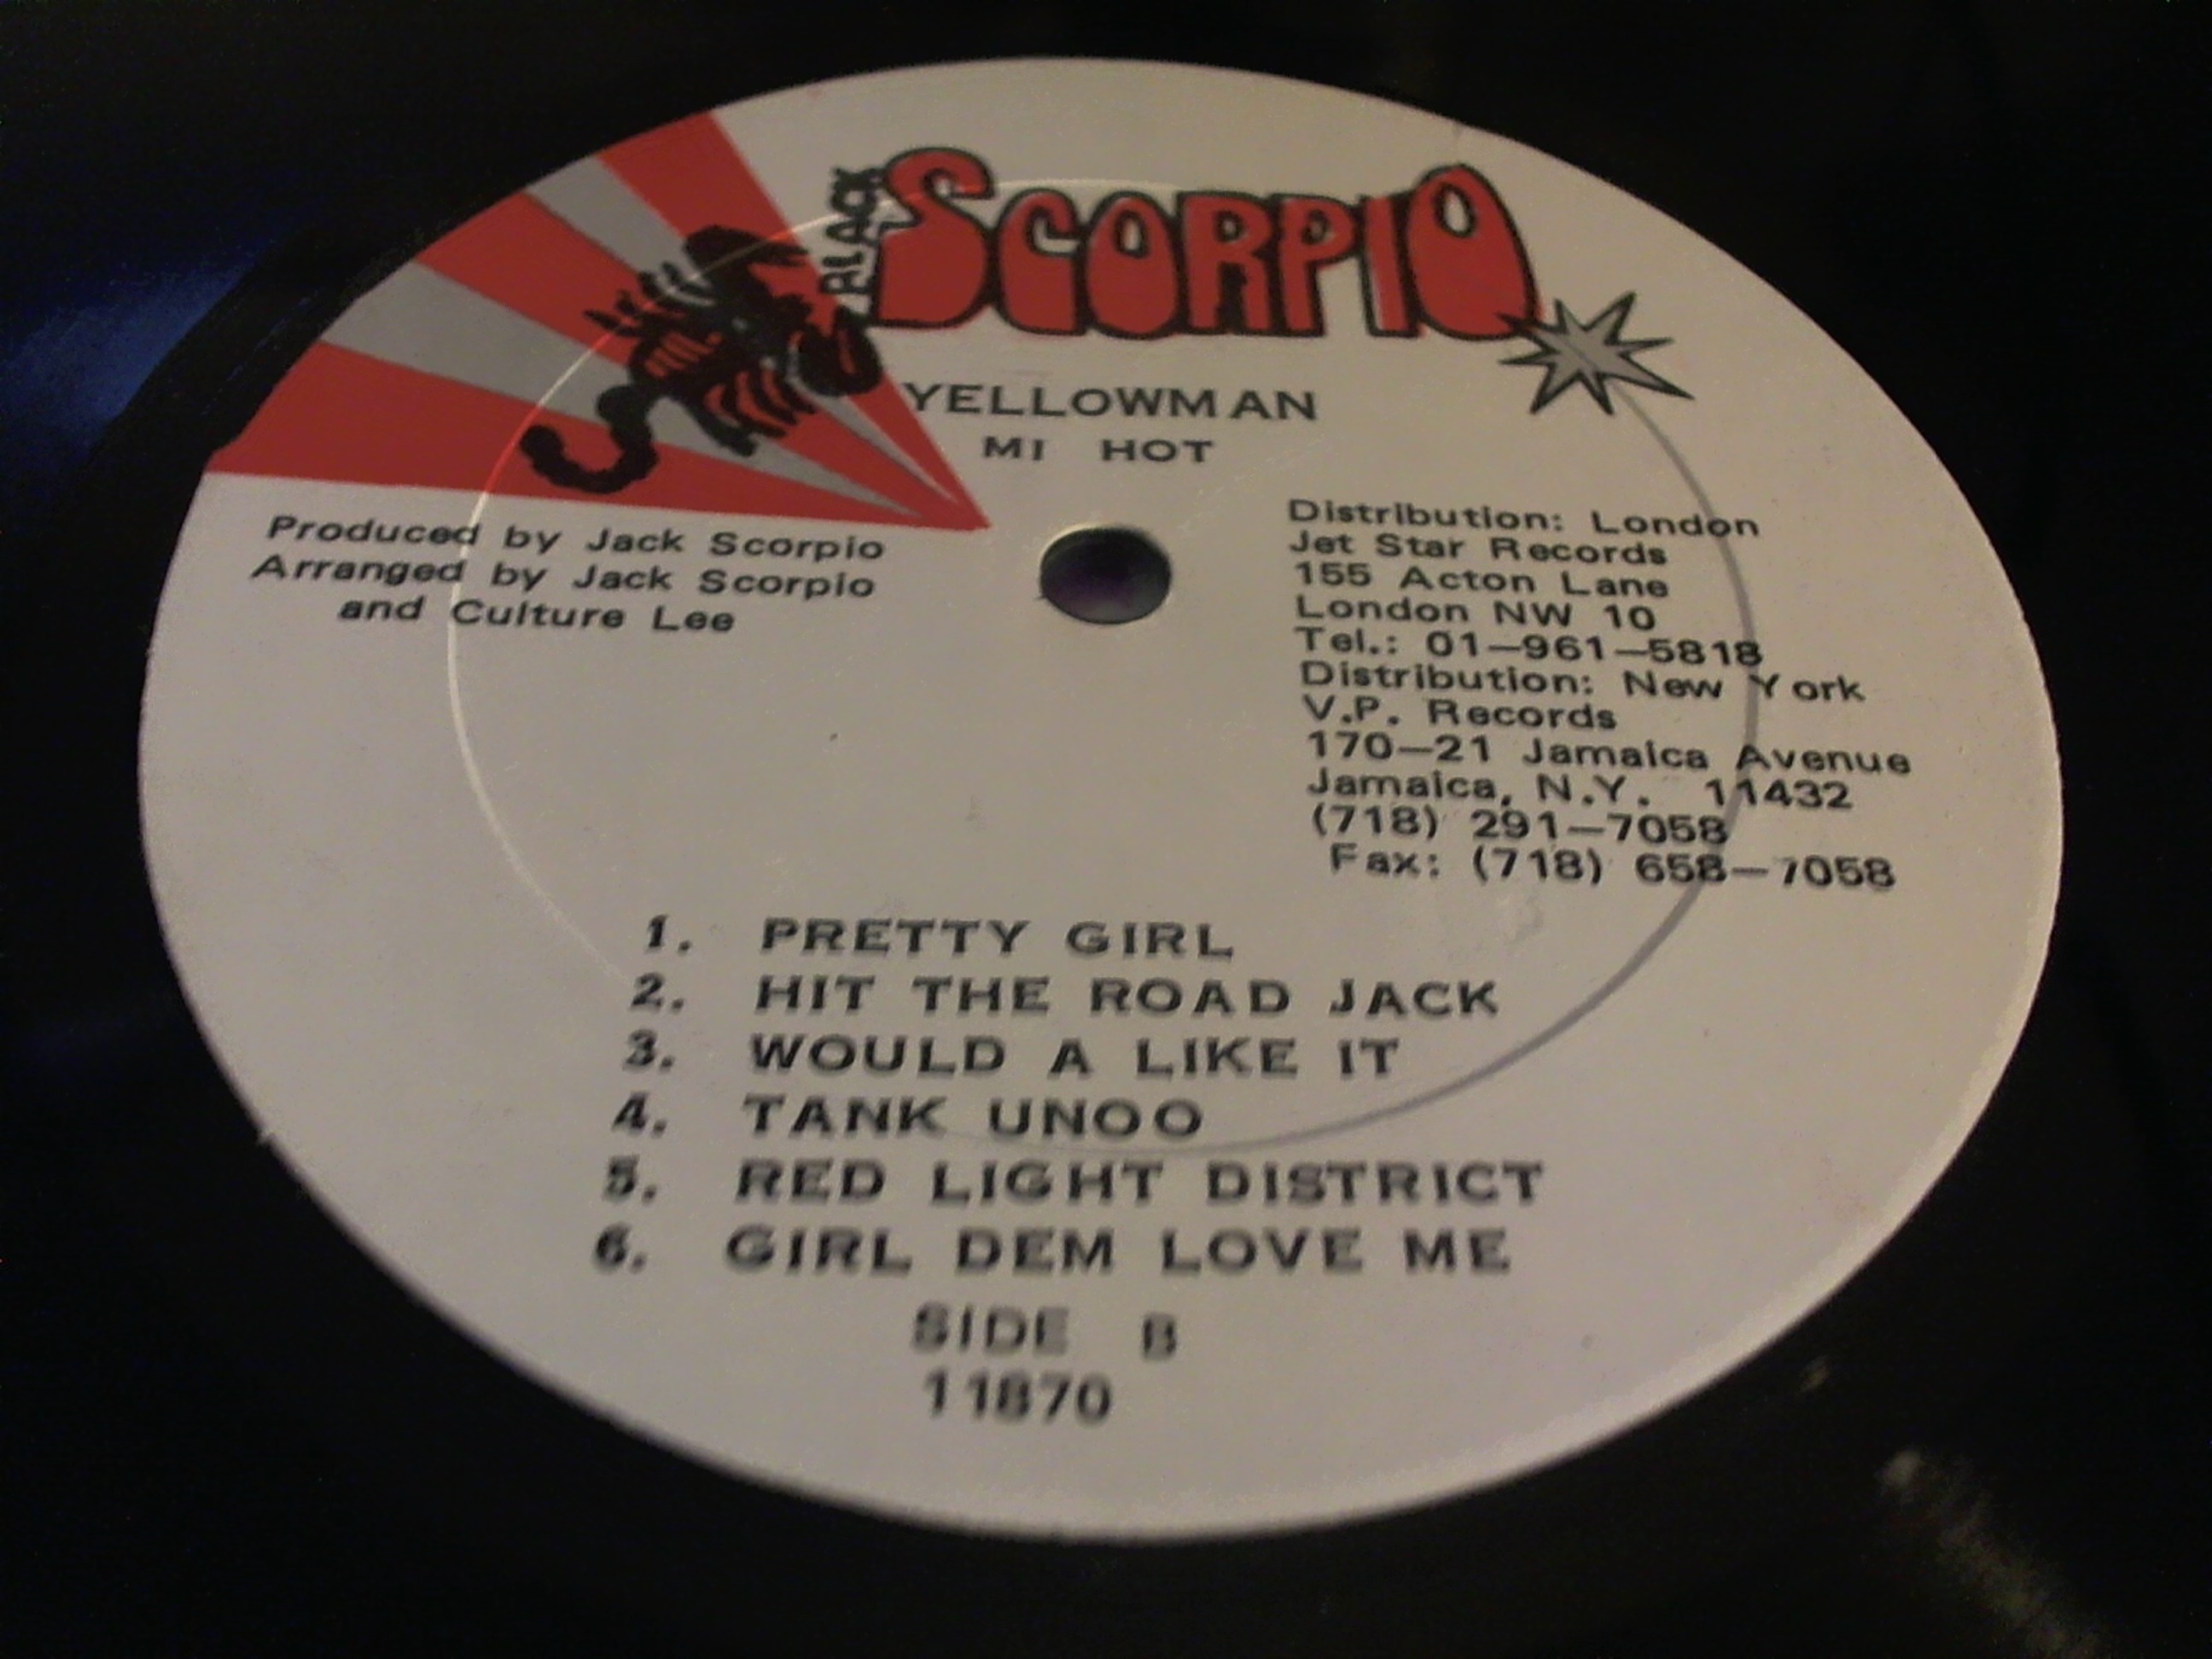 BLACK
SCORPIO
YELLOWMAN
MI HOT
Produced by Jack Scorpio
Arranged by Jack Scorpio
and Culture Lee
Distribution: London
Jet Star Records
155 Acton Lane
London NW 10
Tel.: 01-961-5818
Distribution: New York
V.P. Records
170-21 Jamaica Avenue
Jamaica, N.Y. 11432
(718) 291-7058
Fax: (718) 658-7058
1. PRETTY GIRL
2. HIT THE ROAD JACK
3. WOULD A LIKE IT
4. TANK UNOO
5. RED LIGHT DISTRICT
6. GIRL DEM LOVE ME
SIDE B
11870